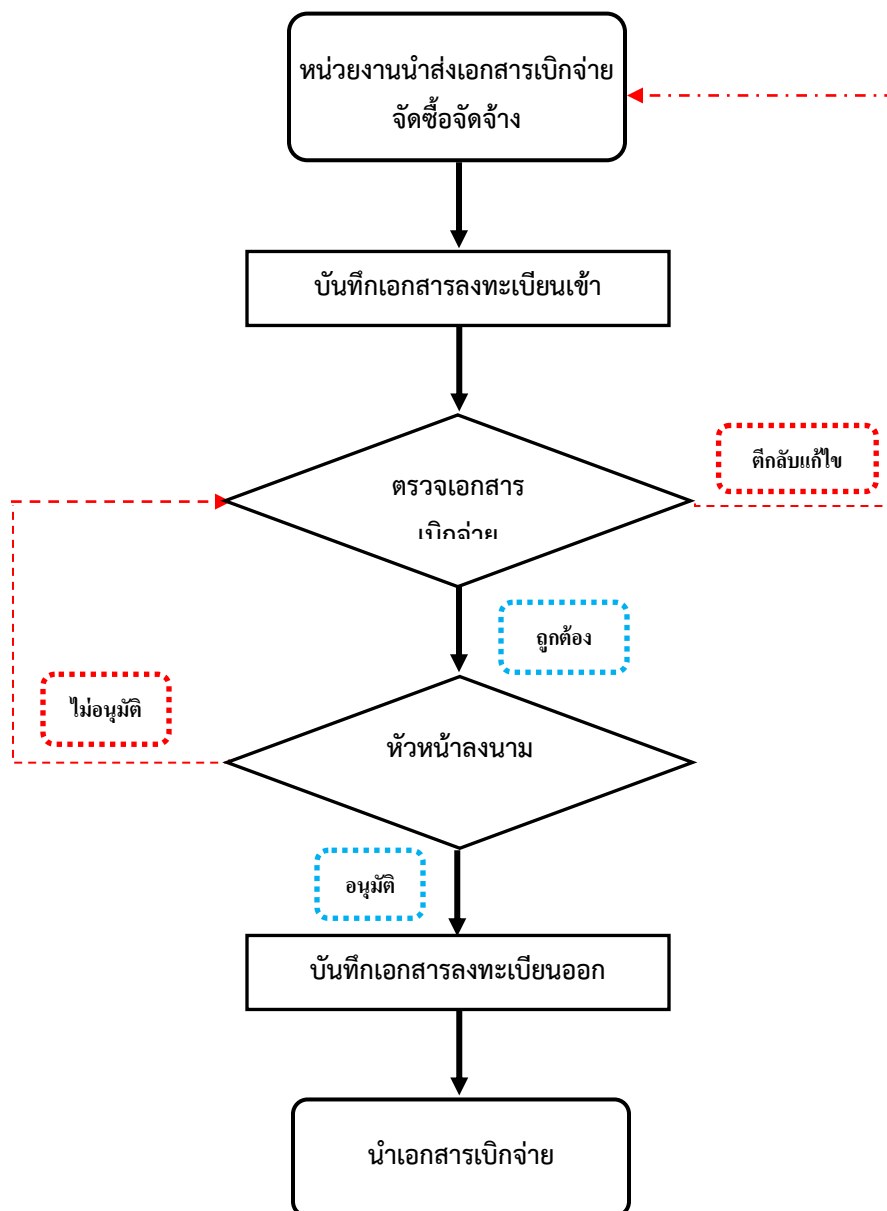 หน่วยงานนำส่งเอกสารเบิกจ่าย
จัดซื้อจัดจ้าง
บันทึกเอกสารลงทะเบียนเข้า
ตรวจเอกสาร
เบิกจ่าย
ตีกลับแก้ไข
ถูกต้อง
ไม่อนุมัติ
หัวหน้าลงนาม
อนุมัติ
บันทึกเอกสารลงทะเบียนออก
นำเอกสารเบิกจ่าย